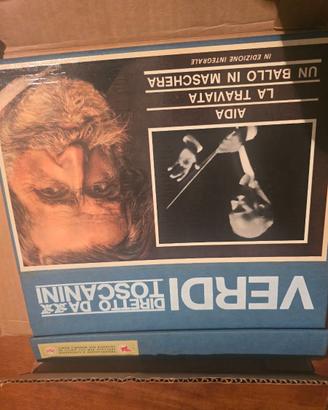 VERDI DIRETTO DA
TOSCANINI
AIDA
LA TRAVIATA
UN BALLO IN MASCHERA
IN EDIZIONE INTEGRALE